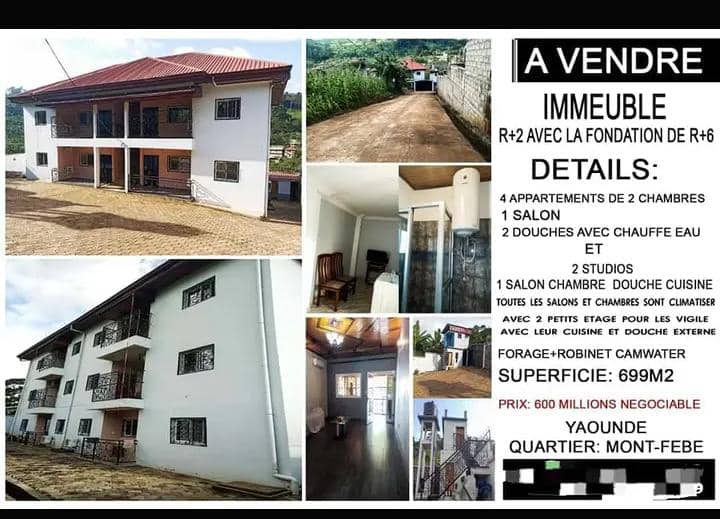 A VENDRE
IMMEUBLE
R+2 AVEC LA FONDATION DE R+6
DETAILS:
4 APPARTEMENTS DE 2 CHAMBRES
1 SALON
2 DOUCHES AVEC CHAUFFE EAU
ET
2 STUDIOS
1 SALON CHAMBRE DOUCHE CUISINE
TOUTES LES SALONS ET CHAMBRES SONT CLIMATISER
AVEC 2 PETITS ETAGE POUR LES VIGILE
AVEC LEUR CUISINE ET DOUCHE EXTERNE
FORAGE+ROBINET CAMWATER
SUPERFICIE: 699M2
PRIX: 600 MILLIONS NEGOCIABLE
YAOUNDE
QUARTIER: MONT-FEBE